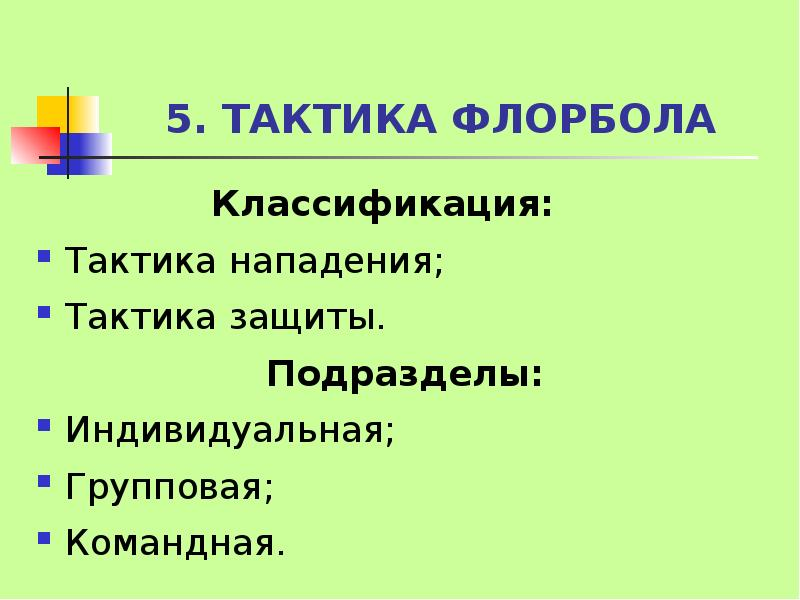 5. ТАКТИКА ФЛОРБОЛА
Классификация:
Тактика нападения;
Тактика защиты.
Подразделы:
Индивидуальная;
Групповая;
Командная.